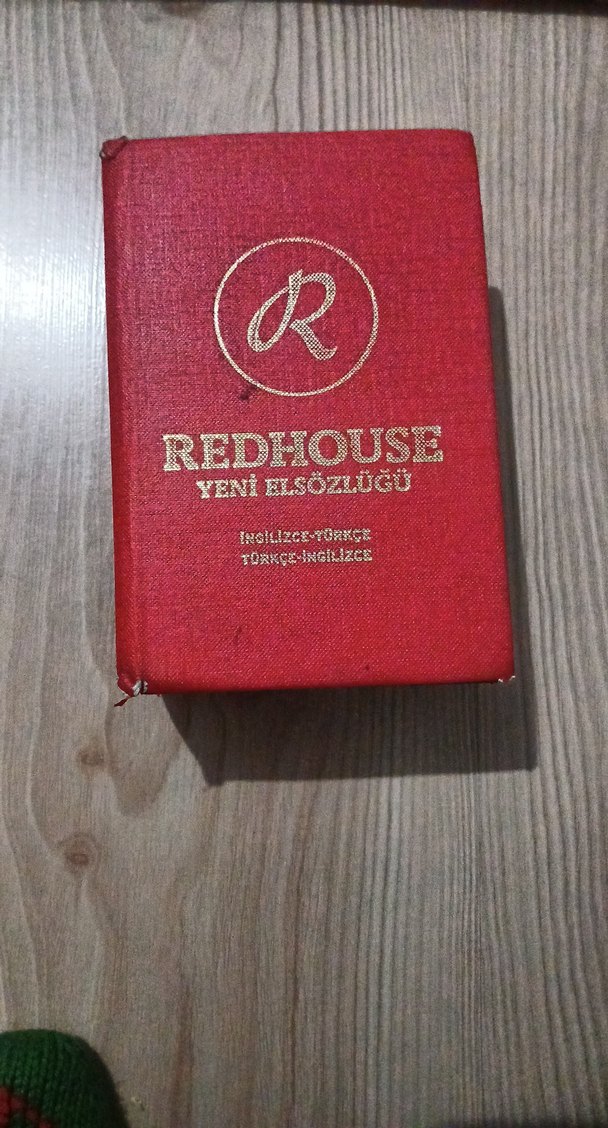 R
REDHOUSE
YENİ ELSÖZLÜĞÜ
İNGİLİZCE-TÜRKÇE
TÜRKÇE-İNGİLİZCE